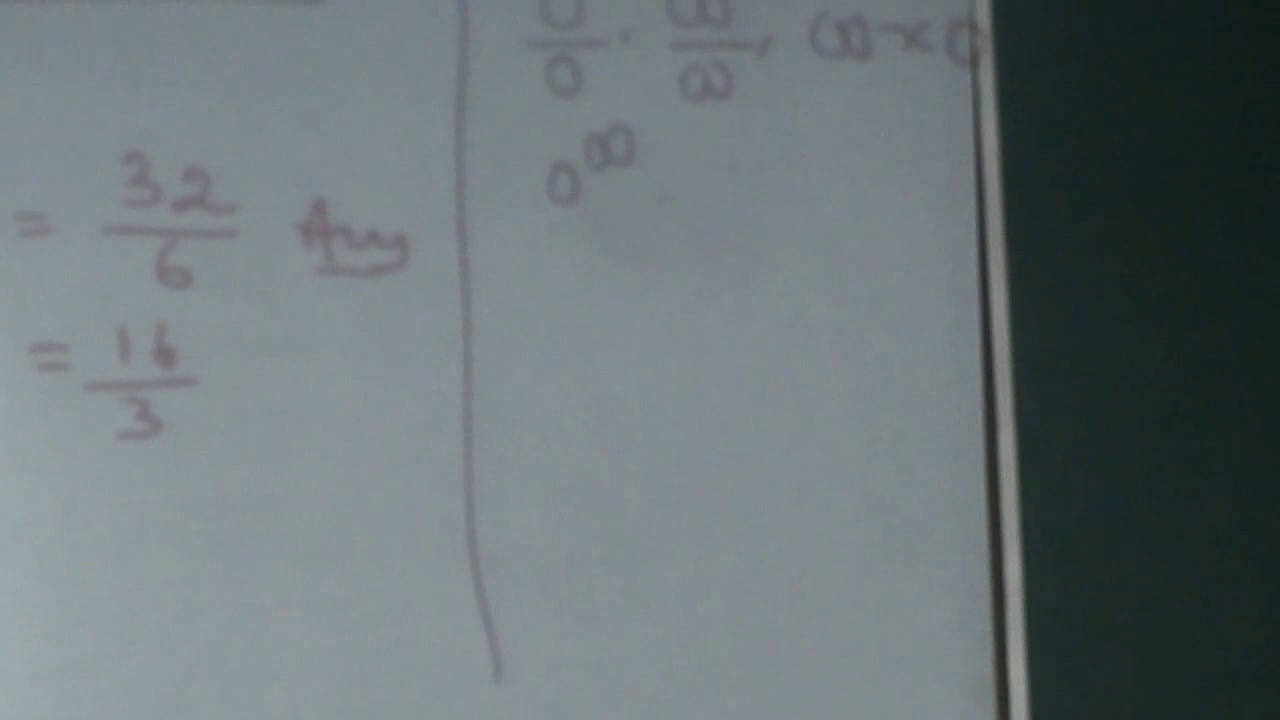 = 32/6 Ans
= 16/3
0/0, ∞/∞, ∞×0
0^∞